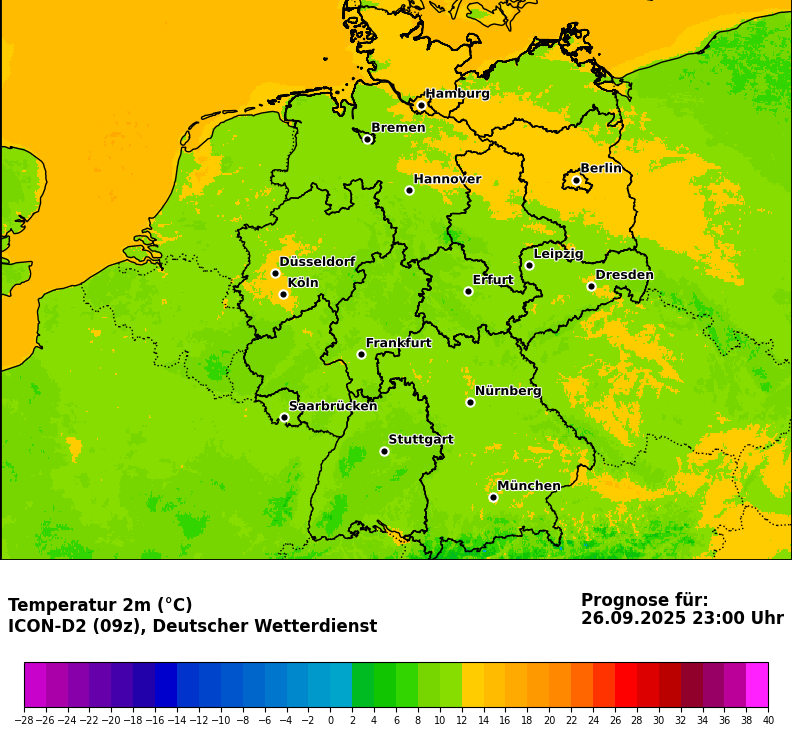 Hamburg
Bremen
Berlin
Hannover
Leipzig
Düsseldorf
Dresden
Köln
Erfurt
Frankfurt
Nürnberg
Saarbrücken
Stuttgart
München
Temperatur 2m (°C)
ICON-D2 (09z), Deutscher Wetterdienst
Prognose für:
26.09.2025 23:00 Uhr
−28 −26 −24 −22 −20 −18 −16 −14 −12 −10 −8 −6 −4 −2 0 2 4 6 8 10 12 14 16 18 20 22 24 26 28 30 32 34 36 38 40